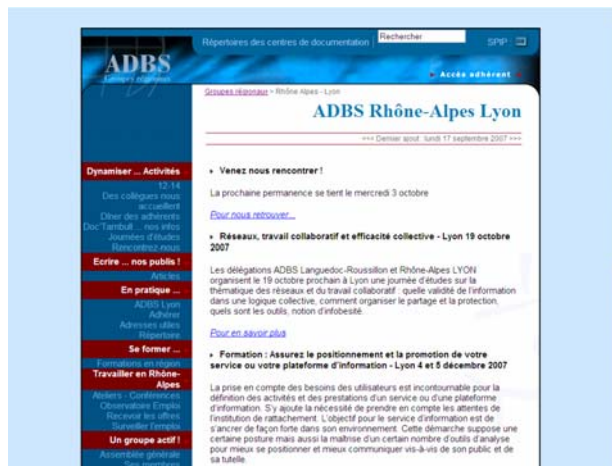 Répertoires des centres de documentation
Rechercher
SPIP
ADBS
Groupes régionaux
Accès adhérent
Groupes régionaux > Rhône Alpes - Lyon
ADBS Rhône-Alpes Lyon
««« Dernier ajout : lundi 17 septembre 2007 »»»
Dynamiser ... Activités
12-14
Des collègues nous
accueillent
Dîner des adhérents
Doc'Tambuli ... nos infos
Journées d'études
Rencontrez-nous
Ecrire ... nos publis !
Articles
En pratique ...
ADBS Lyon
Adhérer
Adresses utiles
Répertoire
Se former ...
Formations en région
Travailler en Rhône-
Alpes
Ateliers - Conférences
Observatoire Emploi
Recevoir les offres
Surveiller l'emploi
Un groupe actif !
Assemblée générale
Ses membres
Venez nous rencontrer !
La prochaine permanence se tient le mercredi 3 octobre
Pour nous retrouver...
Réseaux, travail collaboratif et efficacité collective - Lyon 19 octobre
2007
Les délégations ADBS Languedoc-Roussillon et Rhône-Alpes LYON
organisent le 19 octobre prochain à Lyon une journée d'études sur la
thématique des réseaux et du travail collaboratif : quelle validité de l'information
dans une logique collective, comment organiser le partage et la protection,
quels sont les outils, notion d'infobesité.
Pour en savoir plus
Formation : Assurez le positionnement et la promotion de votre
service ou votre plateforme d'information - Lyon 4 et 5 décembre 2007
La prise en compte des besoins des utilisateurs est incontournable pour la
définition des activités et des prestations d'un service ou d'une plateforme
d'information. S'y ajoute la nécessité de prendre en compte les attentes de
l'institution de rattachement. L'objectif pour le service d'information est de
s'ancrer de façon forte dans son environnement. Cette démarche suppose une
certaine posture mais aussi la maîtrise d'un certain nombre d'outils d'analyse
pour mieux se positionner et mieux communiquer vis-à-vis de son public et de
sa tutelle.